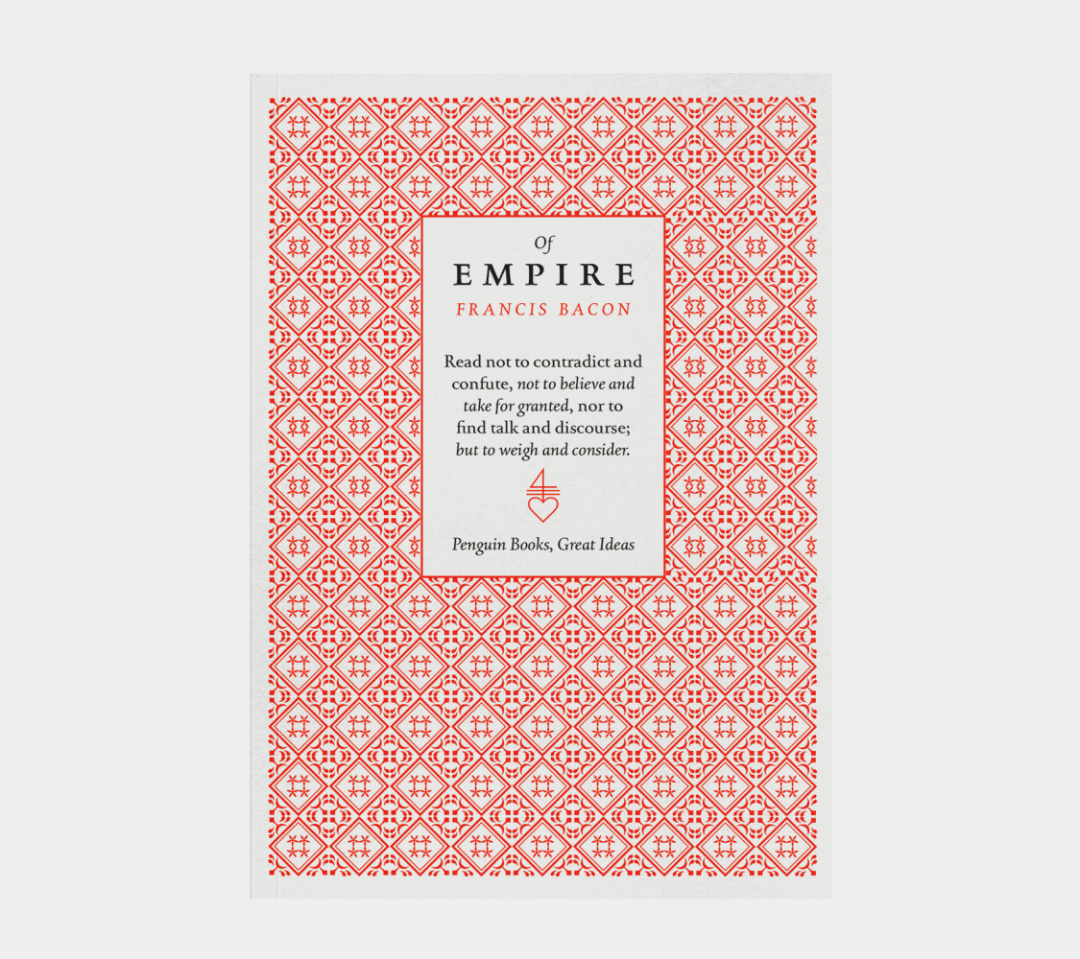 Of
EMPIRE
FRANCIS BACON
Read not to contradict and
confute, not to believe and
take for granted, nor to
find talk and discourse;
but to weigh and consider.
Penguin Books, Great Ideas